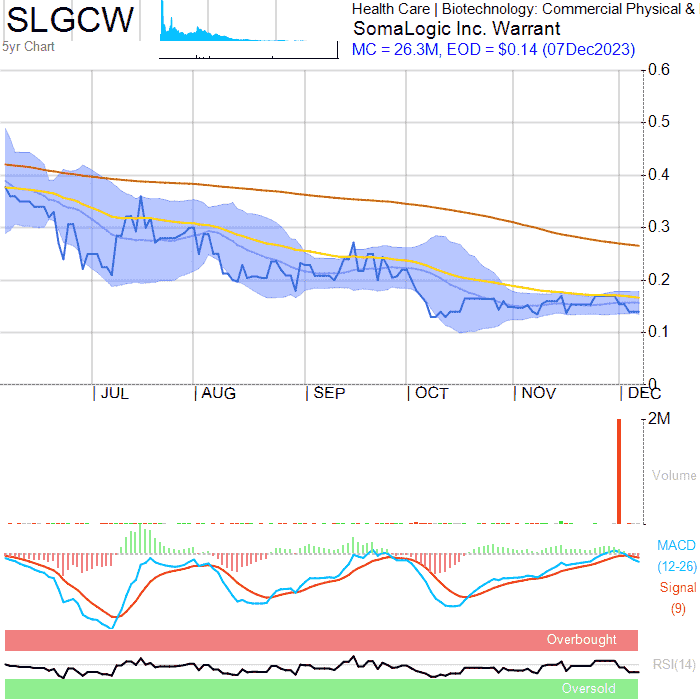 SLGCW
5yr Chart
Health Care | Biotechnology: Commercial Physical &
SomaLogic Inc. Warrant
MC = 26.3M, EOD = $0.14 (07Dec2023)
0.6
0.5
0.4
0.3
0.2
0.1
0
JUL AUG SEP OCT NOV DEC
2M
Volume
MACD
(12-26)
Signal
(9)
Overbought
RSI(14)
Oversold